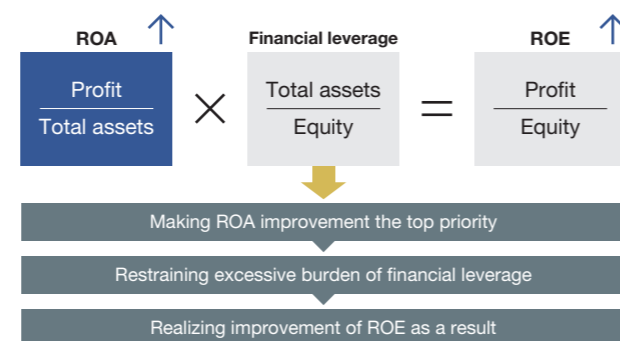 ROA
Financial leverage
ROE
Profit
Total assets
×
Total assets
Equity
=
Profit
Equity
Making ROA improvement the top priority
Restraining excessive burden of financial leverage
Realizing improvement of ROE as a result